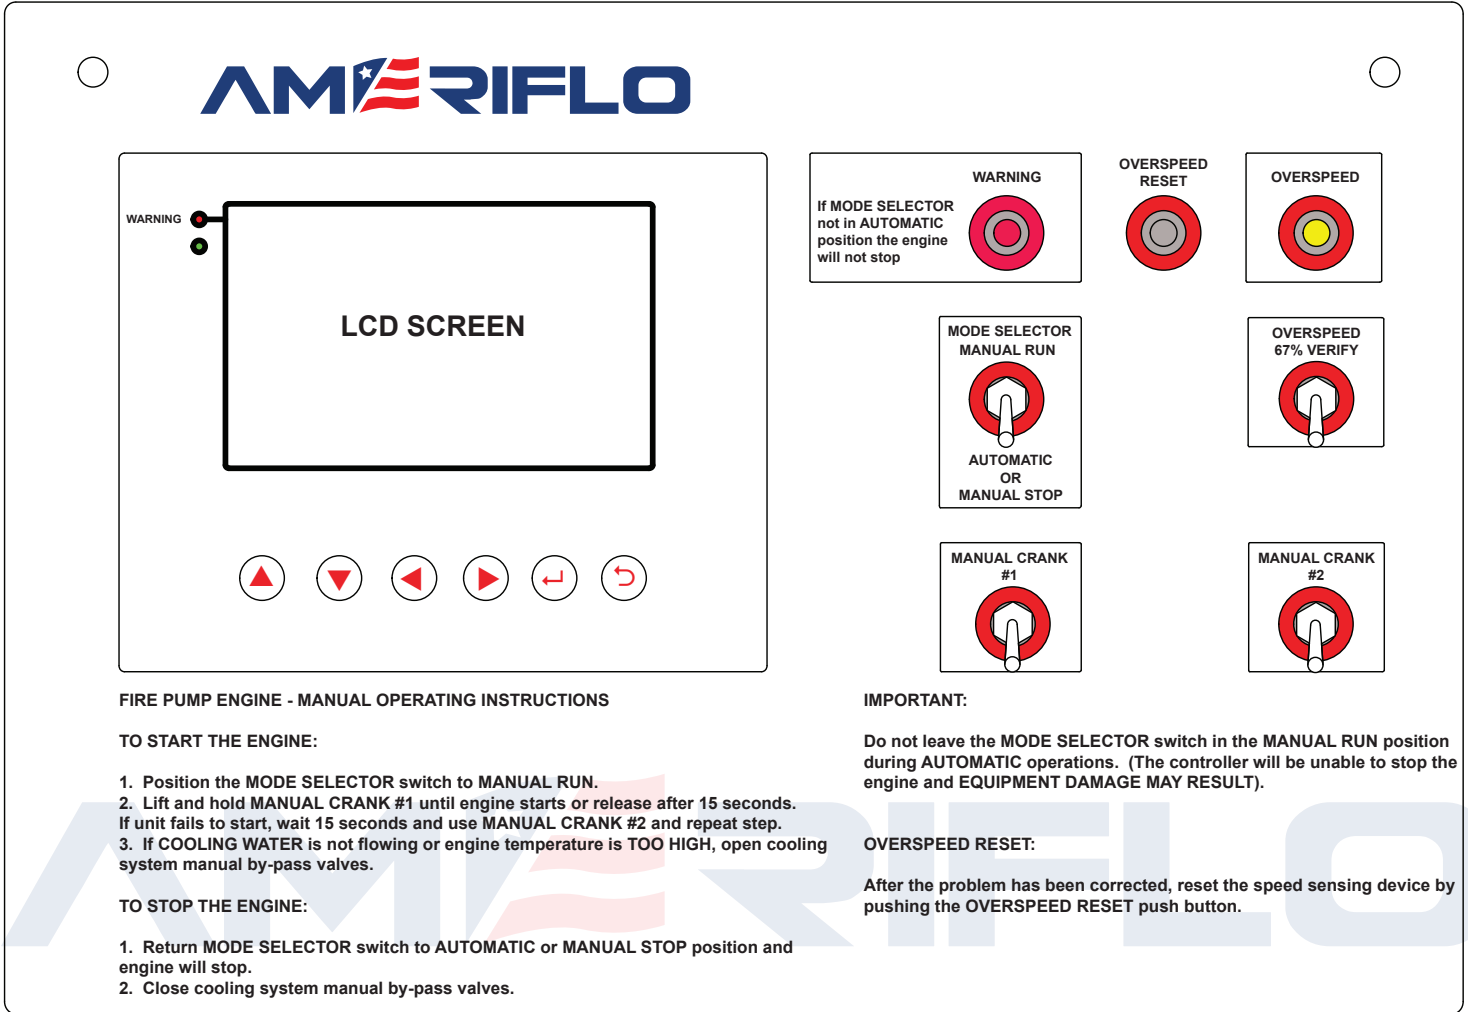 AMERIFLO
WARNING
LCD SCREEN
WARNING
If MODE SELECTOR
not in AUTOMATIC
position the engine
will not stop
OVERSPEED
RESET
OVERSPEED
MODE SELECTOR
MANUAL RUN
AUTOMATIC
OR
MANUAL STOP
OVERSPEED
67% VERIFY
MANUAL CRANK
#1
MANUAL CRANK
#2
FIRE PUMP ENGINE - MANUAL OPERATING INSTRUCTIONS
TO START THE ENGINE:
1. Position the MODE SELECTOR switch to MANUAL RUN.
2. Lift and hold MANUAL CRANK #1 until engine starts or release after 15 seconds.
If unit fails to start, wait 15 seconds and use MANUAL CRANK #2 and repeat step.
3. If COOLING WATER is not flowing or engine temperature is TOO HIGH, open cooling
system manual by-pass valves.
TO STOP THE ENGINE:
1. Return MODE SELECTOR switch to AUTOMATIC or MANUAL STOP position and
engine will stop.
2. Close cooling system manual by-pass valves.
IMPORTANT:
Do not leave the MODE SELECTOR switch in the MANUAL RUN position
during AUTOMATIC operations. (The controller will be unable to stop the
engine and EQUIPMENT DAMAGE MAY RESULT).
OVERSPEED RESET:
After the problem has been corrected, reset the speed sensing device by
pushing the OVERSPEED RESET push button.
AMERIFLO